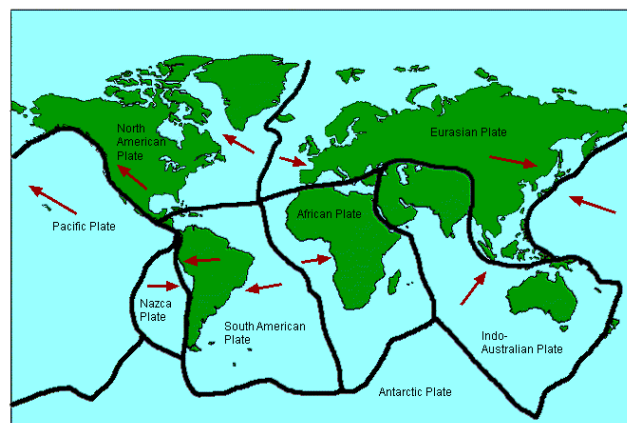 North
American
Plate
Eurasian Plate
African Plate
Pacific Plate
Nazca
Plate
South American
Plate
Indo-
Australian Plate
Antarctic Plate